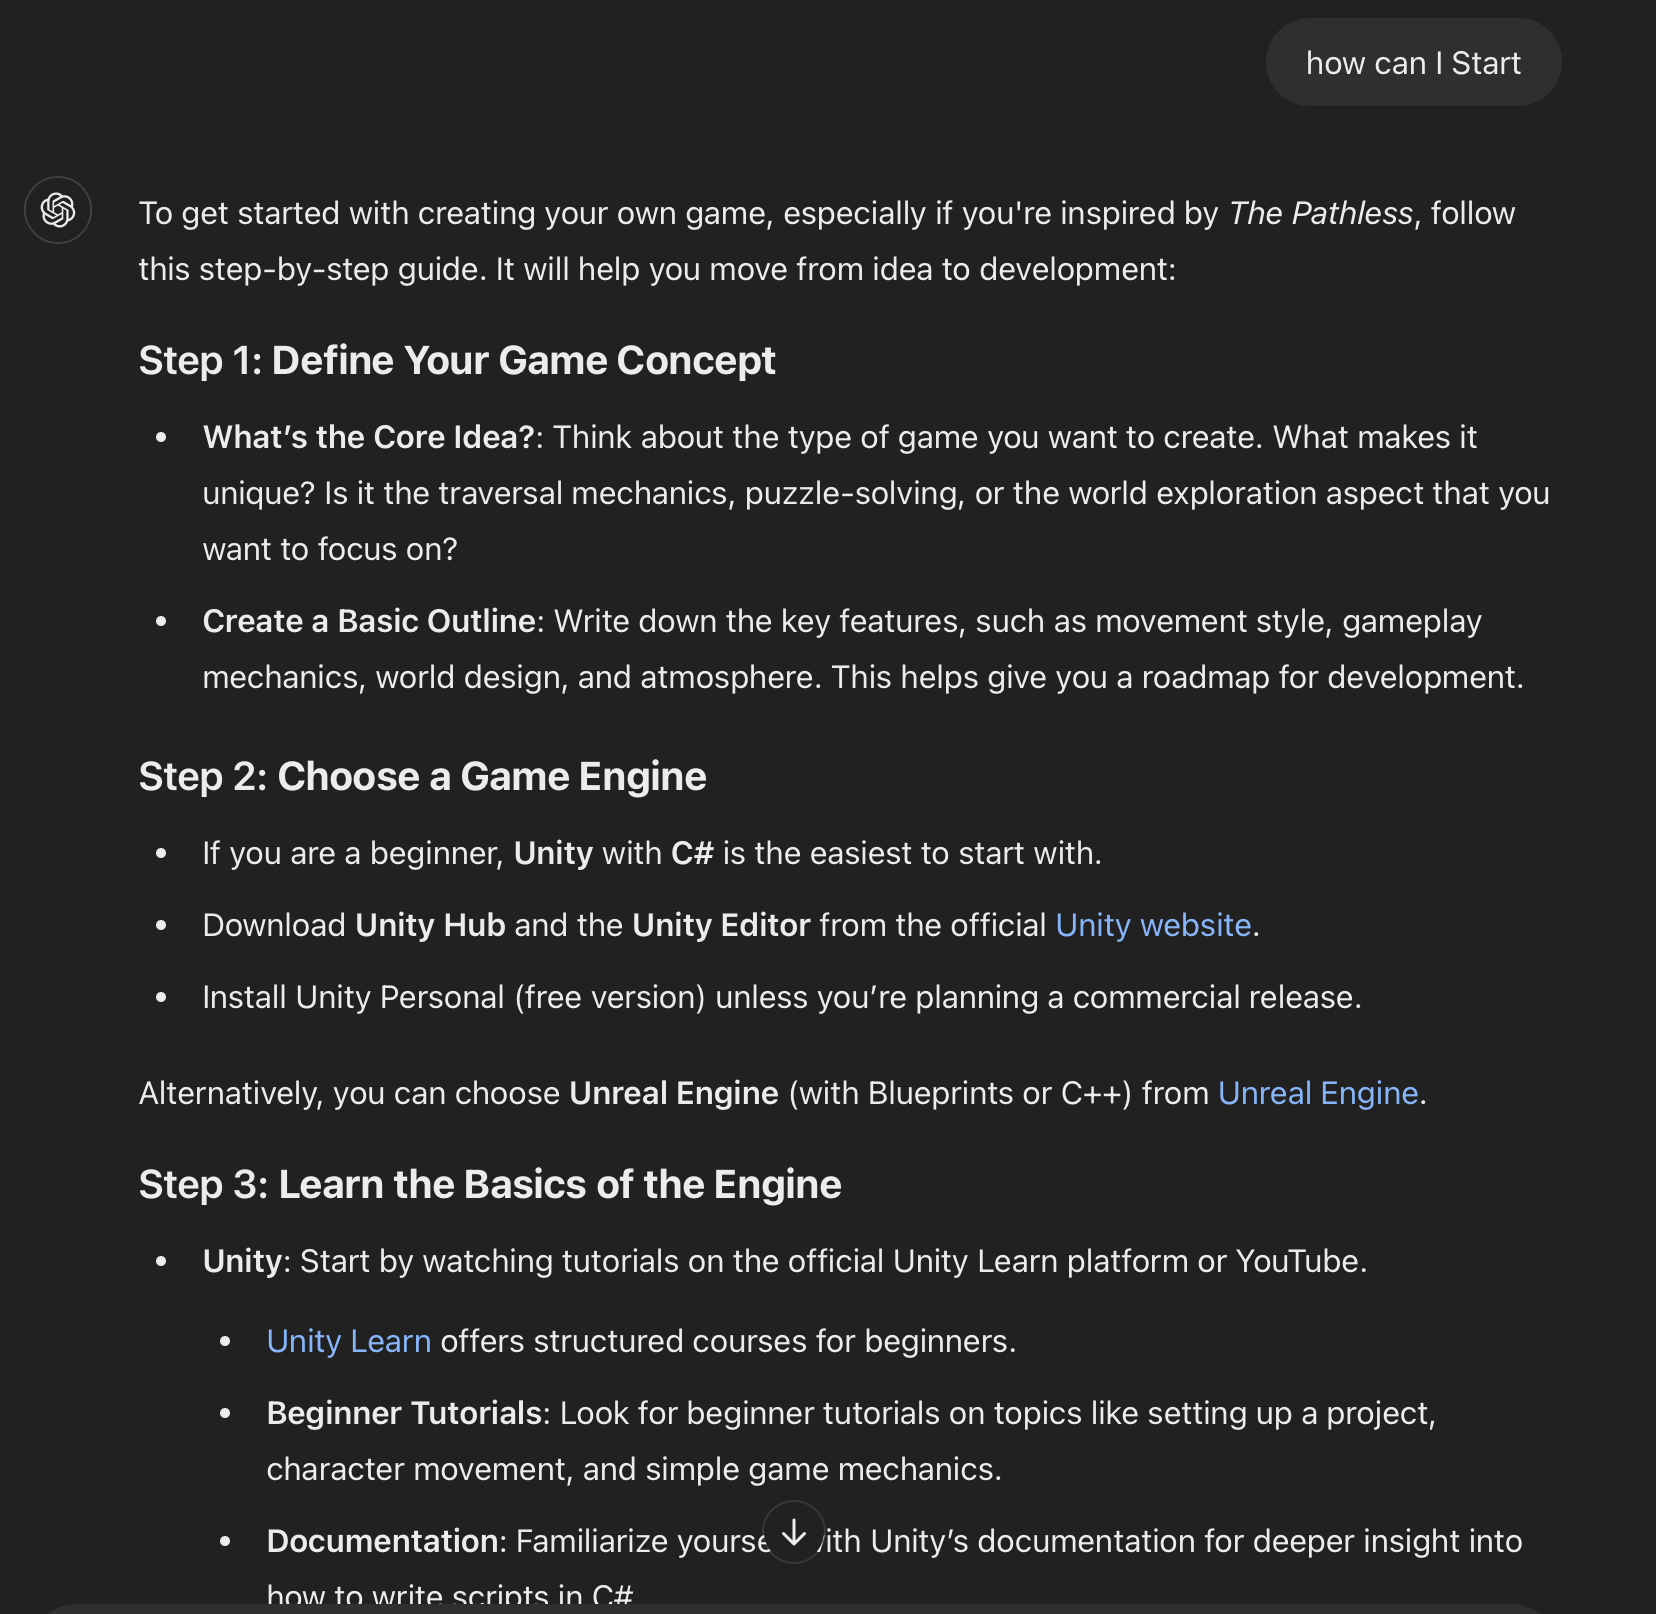 how can I Start
To get started with creating your own game, especially if you're inspired by The Pathless, follow
this step-by-step guide. It will help you move from idea to development:
Step 1: Define Your Game Concept
• What’s the Core Idea?: Think about the type of game you want to create. What makes it
unique? Is it the traversal mechanics, puzzle-solving, or the world exploration aspect that you
want to focus on?
• Create a Basic Outline: Write down the key features, such as movement style, gameplay
mechanics, world design, and atmosphere. This helps give you a roadmap for development.
Step 2: Choose a Game Engine
• If you are a beginner, Unity with C# is the easiest to start with.
• Download Unity Hub and the Unity Editor from the official Unity website.
• Install Unity Personal (free version) unless you’re planning a commercial release.
Alternatively, you can choose Unreal Engine (with Blueprints or C++) from Unreal Engine.
Step 3: Learn the Basics of the Engine
• Unity: Start by watching tutorials on the official Unity Learn platform or YouTube.
• Unity Learn offers structured courses for beginners.
• Beginner Tutorials: Look for beginner tutorials on topics like setting up a project,
character movement, and simple game mechanics.
• Documentation: Familiarize Unity’s documentation for deeper insight into
how to write scripts in C#